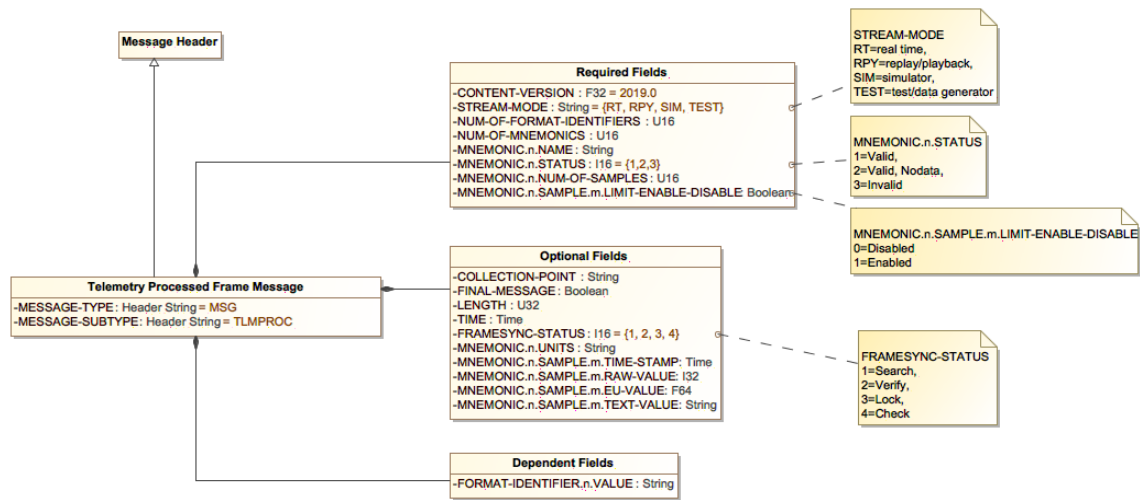 Message Header
Required Fields
-CONTENT-VERSION : F32 = 2019.0
-STREAM-MODE : String = {RT, RPY, SIM, TEST}
-NUM-OF-FORMAT-IDENTIFIERS : U16
-NUM-OF-MNEMONICS : U16
-MNEMONIC.n.NAME : String
-MNEMONIC.n.STATUS : I16 = {1,2,3}
-MNEMONIC.n.NUM-OF-SAMPLES : U16
-MNEMONIC.n.SAMPLE.m.LIMIT-ENABLE-DISABLE: Boolean
STREAM-MODE
RT=real time,
RPY=replay/playback,
SIM=simulator,
TEST=test/data generator
MNEMONIC.n.STATUS
1=Valid,
2=Valid, Nodata,
3=Invalid
MNEMONIC.n.SAMPLE.m.LIMIT-ENABLE-DISABLE
0=Disabled
1=Enabled
Telemetry Processed Frame Message
-MESSAGE-TYPE : Header String = MSG
-MESSAGE-SUBTYPE : Header String = TLMPROC
Optional Fields
-COLLECTION-POINT : String
-FINAL-MESSAGE : Boolean
-LENGTH : U32
-TIME : Time
-FRAMESYNC-STATUS : I16 = {1, 2, 3, 4}
-MNEMONIC.n.UNITS : String
-MNEMONIC.n.SAMPLE.m.TIME-STAMP: Time
-MNEMONIC.n.SAMPLE.m.RAW-VALUE: I32
-MNEMONIC.n.SAMPLE.m.EU-VALUE: F64
-MNEMONIC.n.SAMPLE.m.TEXT-VALUE: String
FRAMESYNC-STATUS
1=Search,
2=Verify,
3=Lock,
4=Check
Dependent Fields
-FORMAT-IDENTIFIER.n.VALUE : String